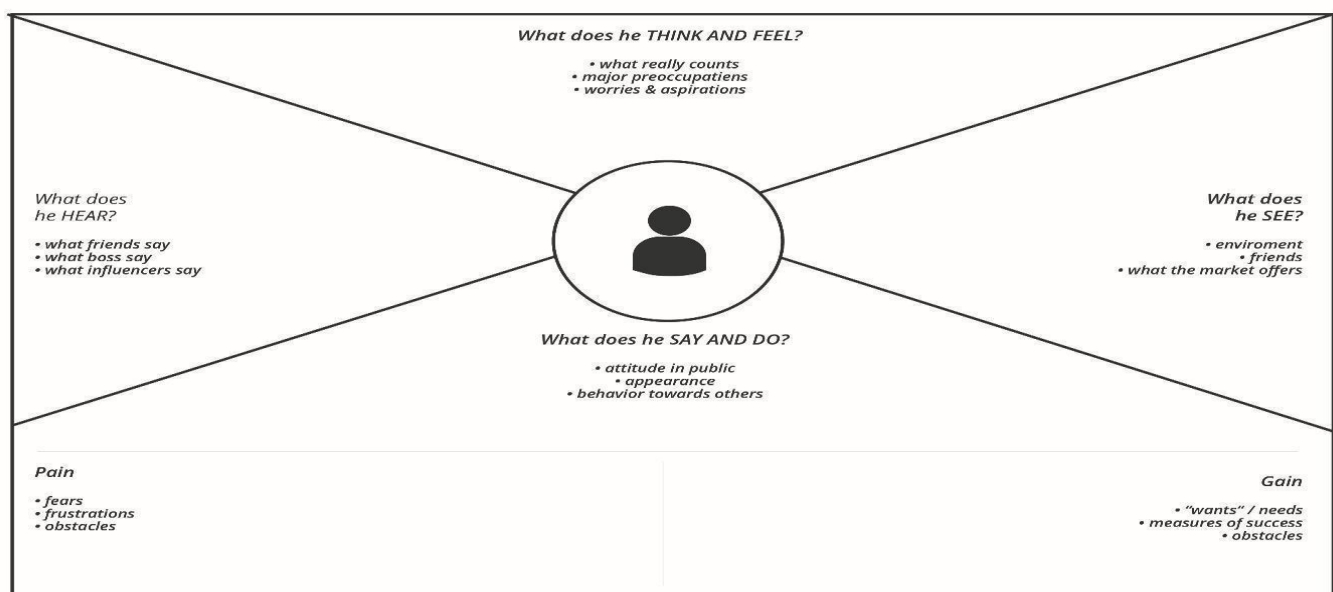 What does he THINK AND FEEL?
• what really counts
• major preoccupatiens
• worries & aspirations
What does
he HEAR?
• what friends say
• what boss say
• what influencers say
What does
he SEE?
• enviroment
• friends
• what the market offers
What does he SAY AND DO?
• attitude in public
• appearance
• behavior towards others
Pain
• fears
• frustrations
• obstacles
Gain
• "wants" / needs
• measures of success
• obstacles